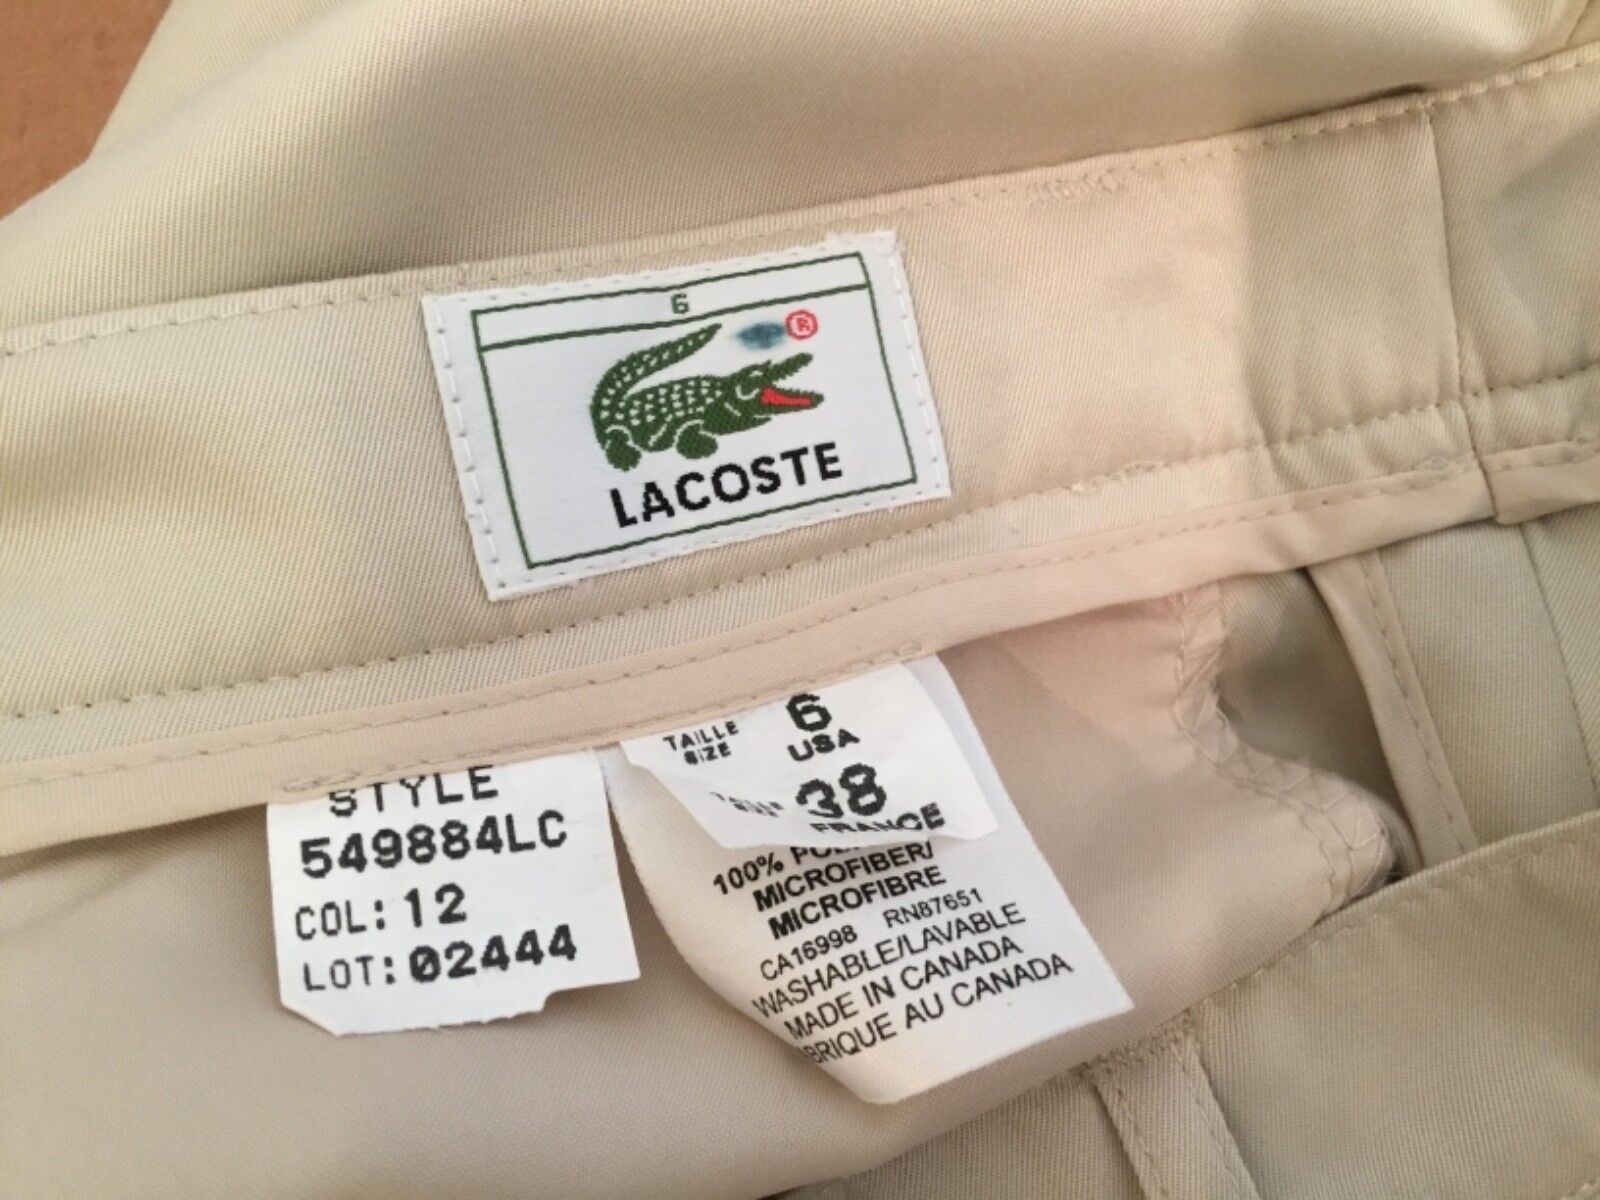 6
®
LACOSTE
STYLE
549884LC
COL: 12
LOT: 02444
TAILLE 6
SIZE USA
38
FRANCE
100%
MICROFIBER/
MICROFIBRE
CA16998 RN87651
WASHABLE/LAVABLE
MADE IN CANADA
BRIQUE AU CANADA